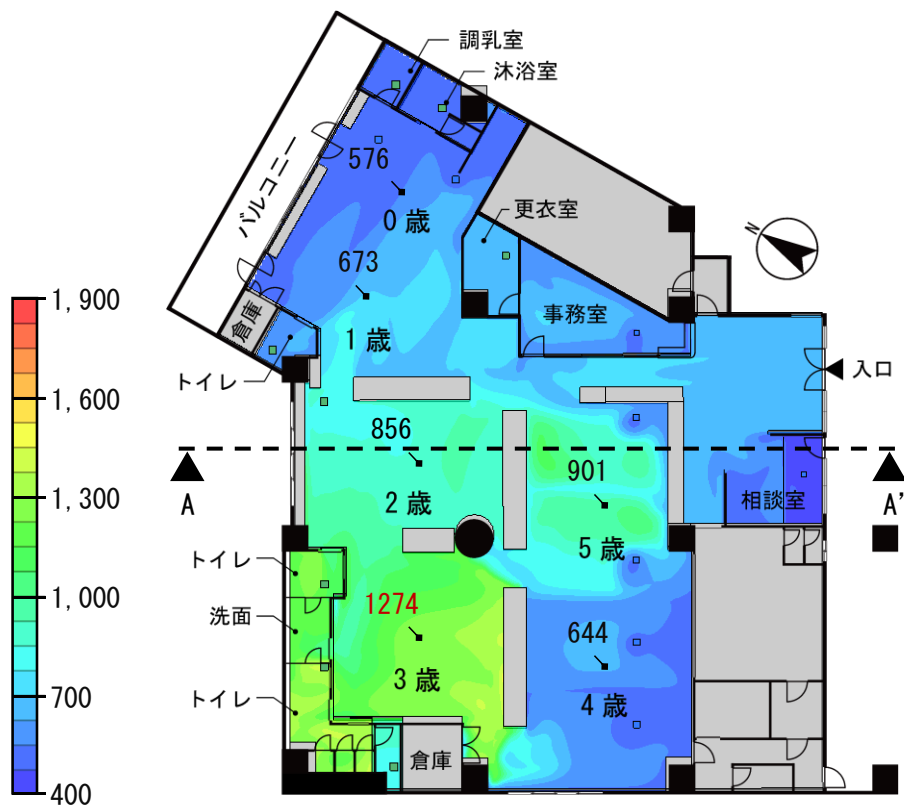 調乳室
沐浴室
576
バルコニー
0歳
更衣室
N
673
1,900
倉庫
事務室
1歳
トイレ
入口
1,600
856
901
1,300
A
2歳
相談室
A'
5歳
トイレ
1,000
1274
洗面
644
3歳
トイレ
4歳
700
倉庫
400